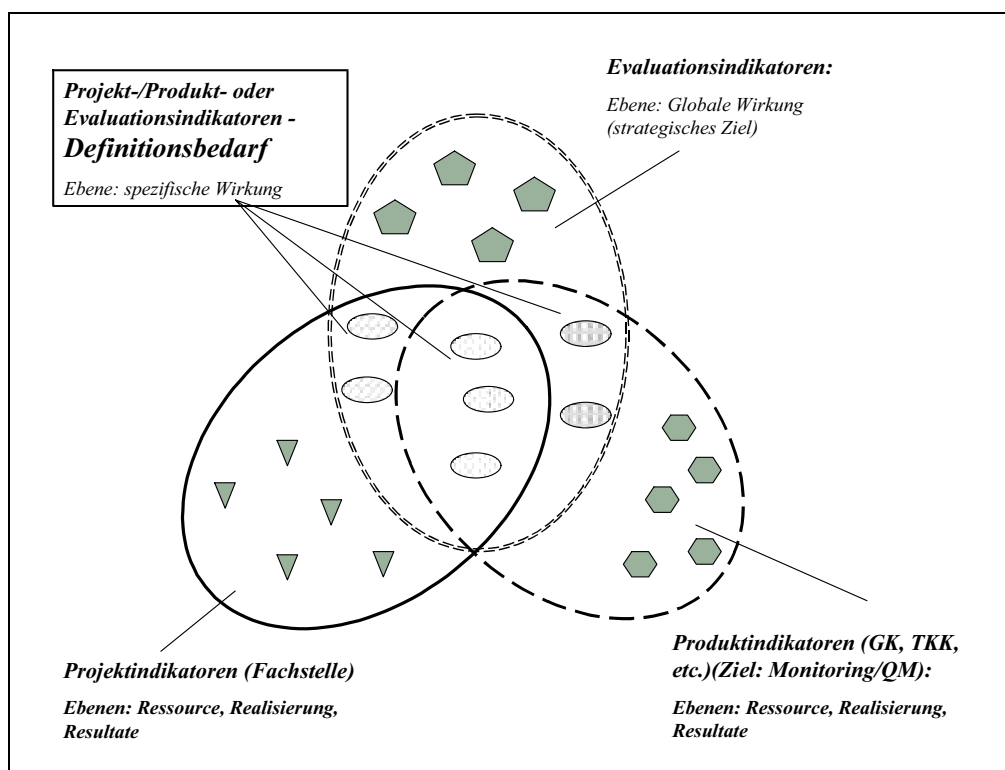 Projekt-/Produkt- oder
Evaluationsindikatoren -
Definitionsbedarf
Ebene: spezifische Wirkung
Evaluationsindikatoren:
Ebene: Globale Wirkung
(strategisches Ziel)
Projektindikatoren (Fachstelle)
Ebenen: Ressource, Realisierung,
Resultate
Produktindikatoren (GK, TKK,
etc.)(Ziel: Monitoring/QM):
Ebenen: Ressource, Realisierung,
Resultate